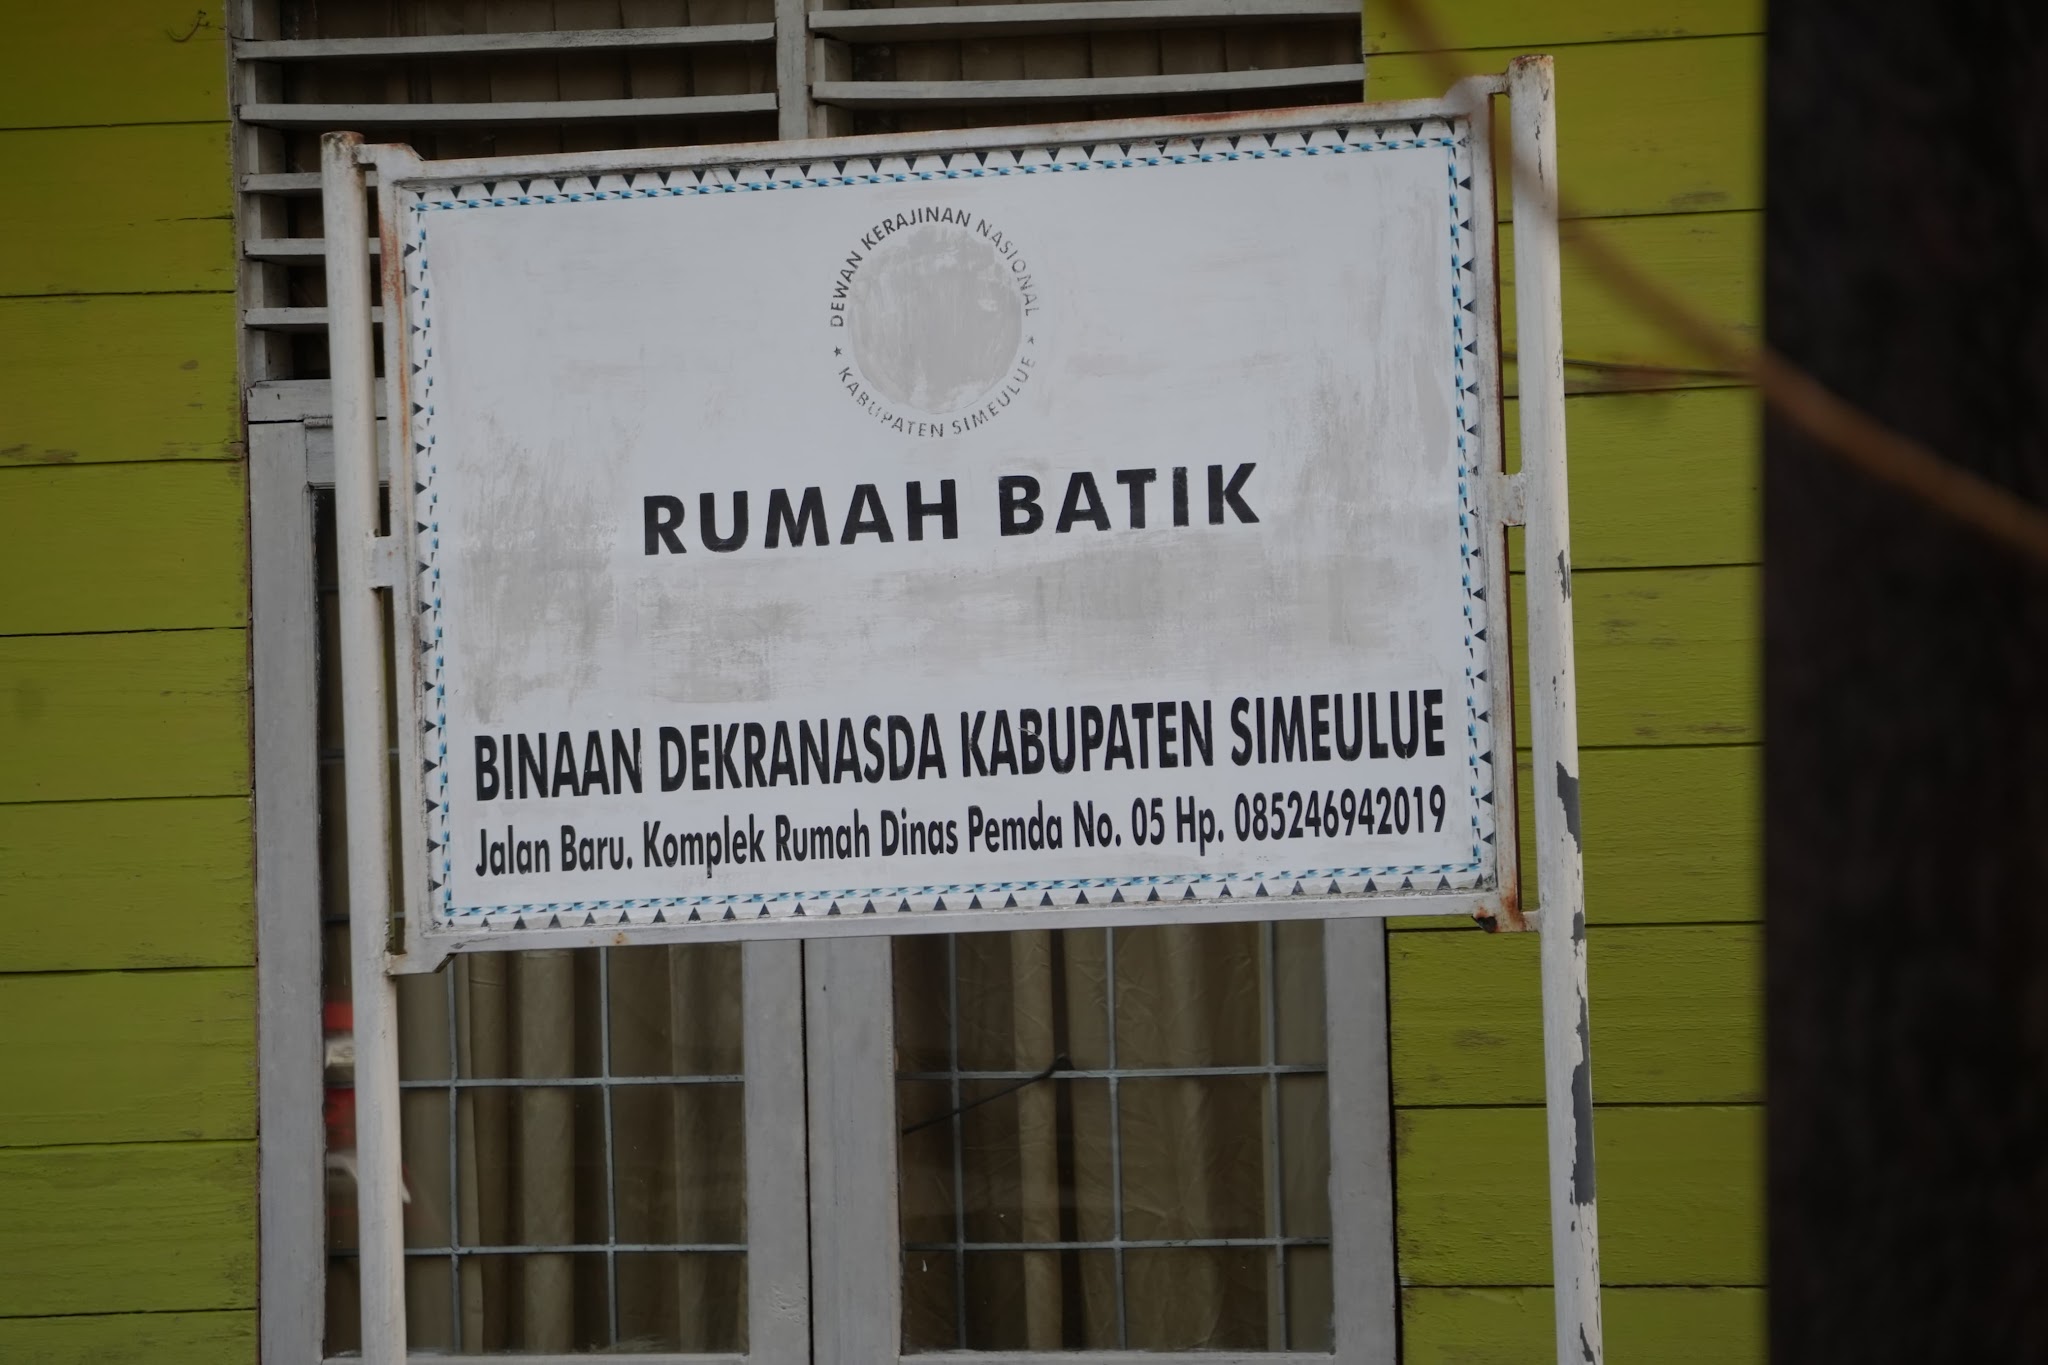 ★ DEWAN KERAJINAN NASIONAL ★
KABUPATEN SIMEULUE
RUMAH BATIK
BINAAN DEKRANASDA KABUPATEN SIMEULUE
Jalan Baru. Komplek Rumah Dinas Pemda No. 05 Hp. 085246942019